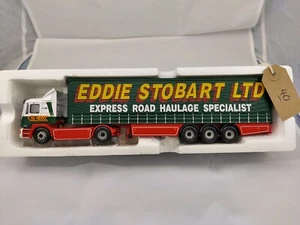 EDDIE STOBART LTD
EXPRESS ROAD HAULAGE SPECIALIST
40